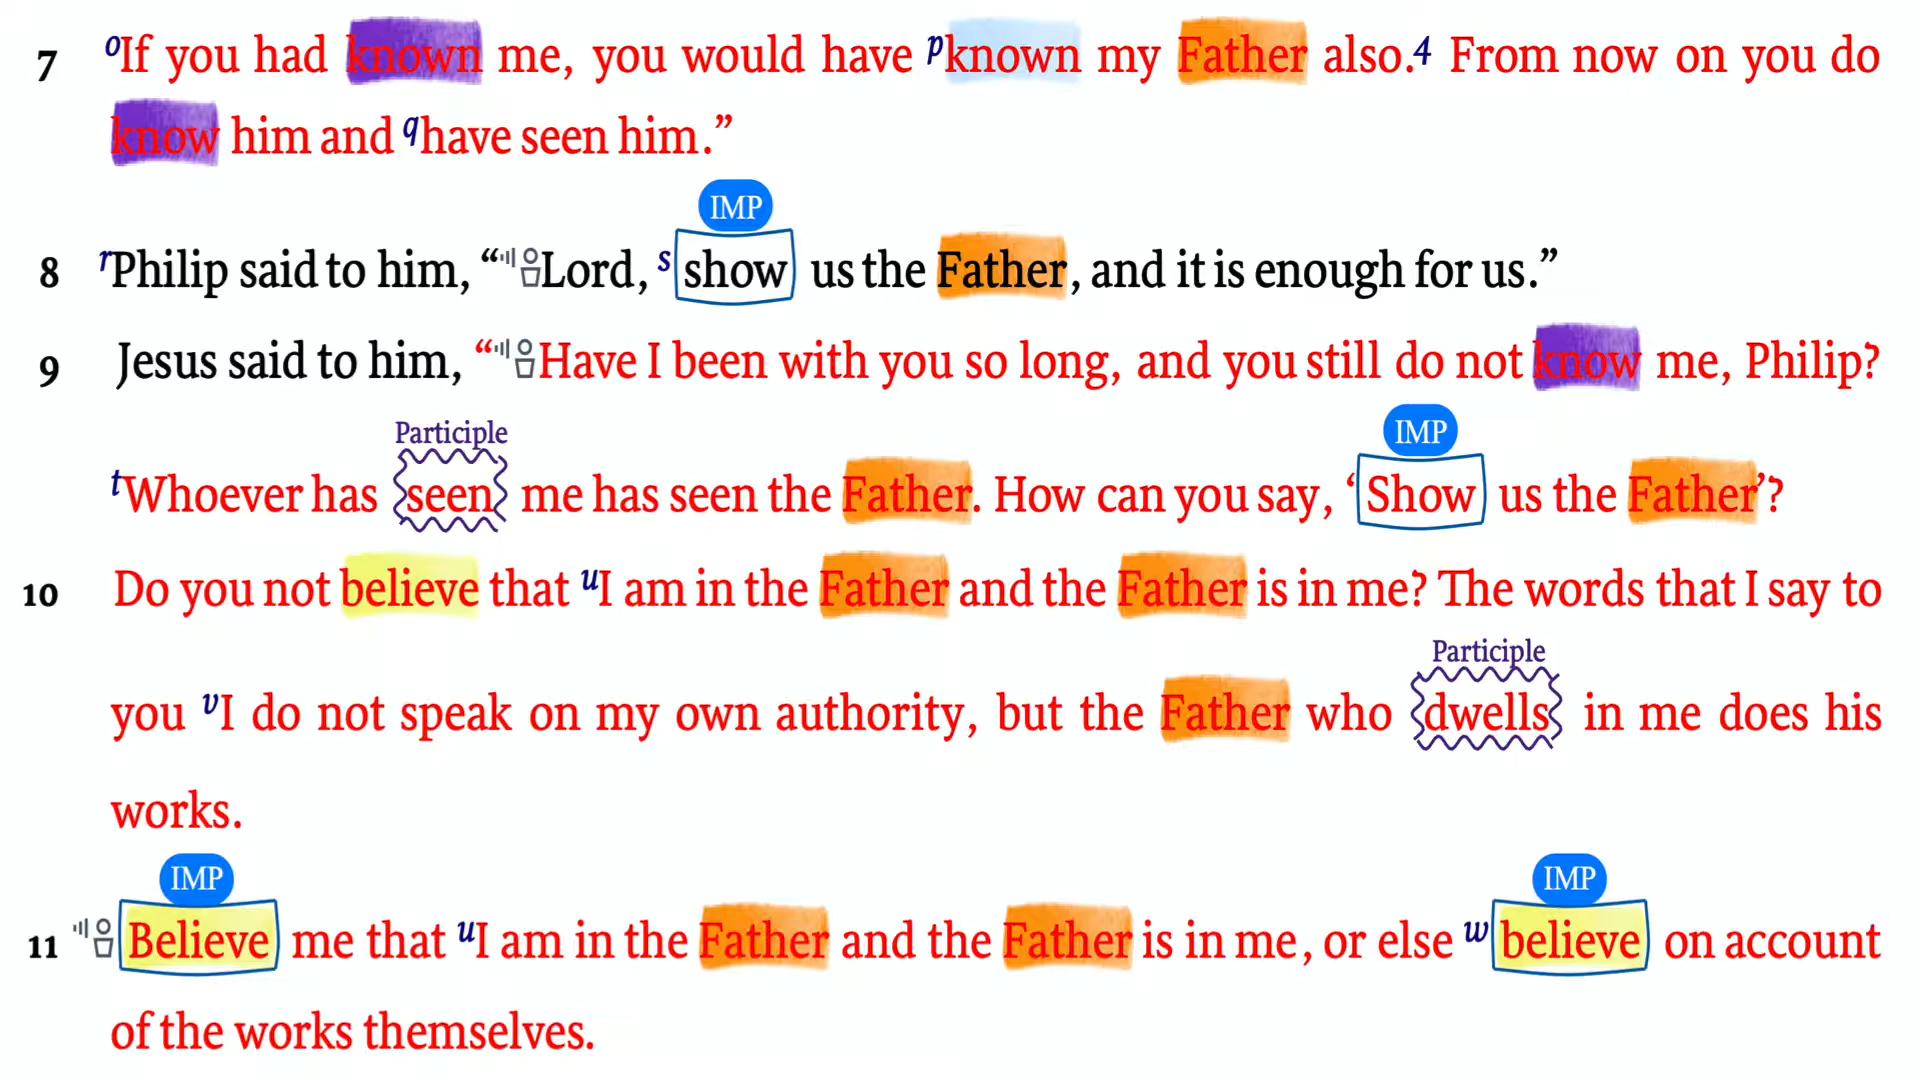 7 oIf you had known me, you would have pknown my Father also.4 From now on you do
know him and qhave seen him.”
IMP
8 rPhilip said to him, “Lord, sshow us the Father, and it is enough for us.”
9 Jesus said to him, “Have I been with you so long, and you still do not know me, Philip?
Participle IMP
tWhoever has seen me has seen the Father. How can you say, ‘Show us the Father’?
10 Do you not believe that uI am in the Father and the Father is in me? The words that I say to
Participle
you vI do not speak on my own authority, but the Father who dwells in me does his
works.
IMP IMP
11 Believe me that uI am in the Father and the Father is in me, or else wbelieve on account
of the works themselves.